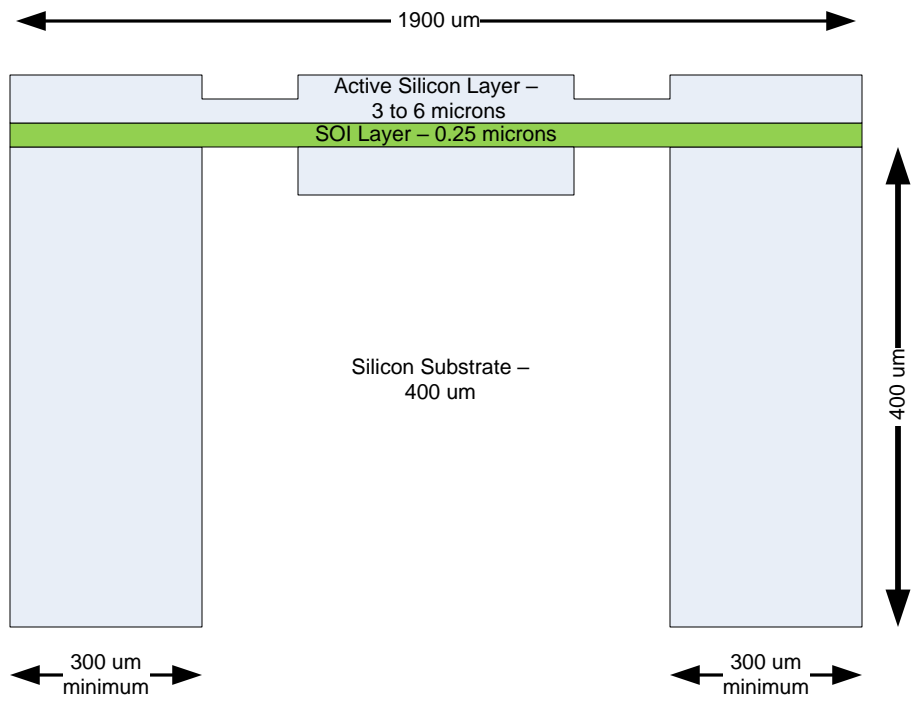 1900 um
Active Silicon Layer –
3 to 6 microns
SOI Layer – 0.25 microns
Silicon Substrate –
400 um
400 um
300 um
minimum
300 um
minimum